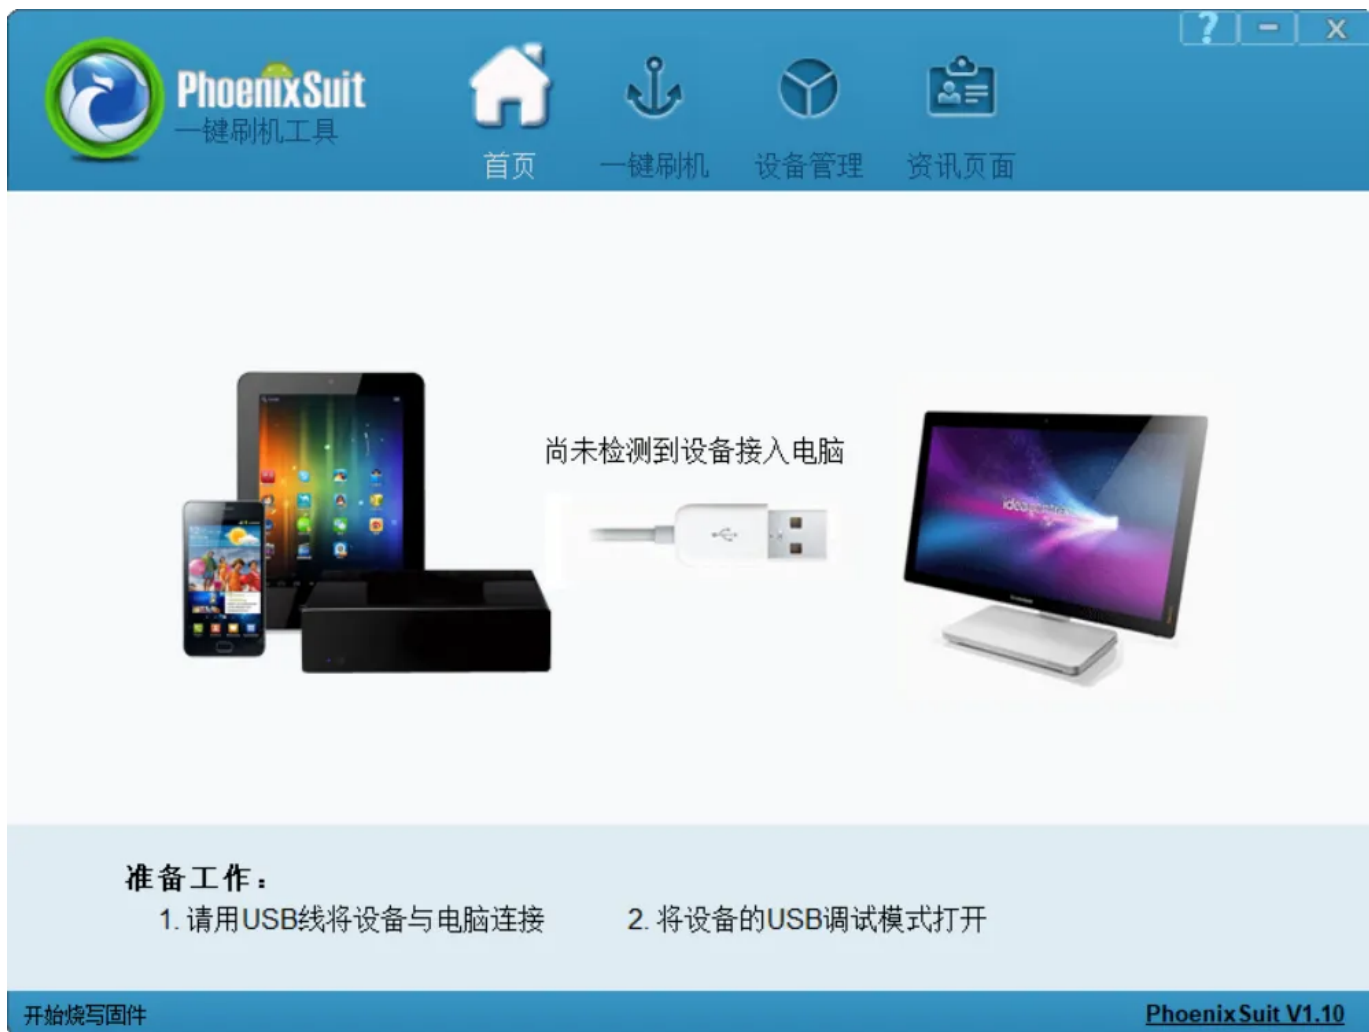 ?
PhoenixSuit
一键刷机工具
首页
一键刷机
设备管理
资讯页面
尚未检测到设备接入电脑
准备工作：
1. 请用USB线将设备与电脑连接
2. 将设备的USB调试模式打开
开始烧写固件
PhoenixSuit V1.10